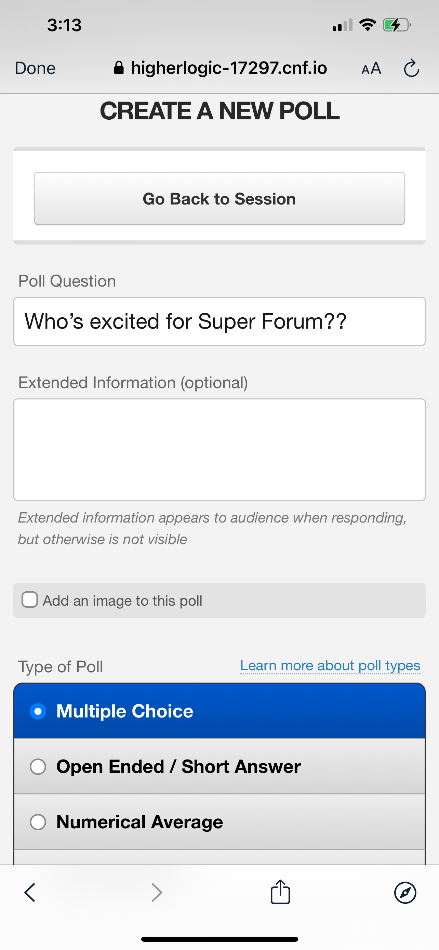 3:13
Done
higherlogic-17297.cnf.io
AA
CREATE A NEW POLL
Go Back to Session
Poll Question
Who's excited for Super Forum??
Extended Information (optional)
Extended information appears to audience when responding,
but otherwise is not visible
Add an image to this poll
Type of Poll
Learn more about poll types
Multiple Choice
Open Ended / Short Answer
Numerical Average